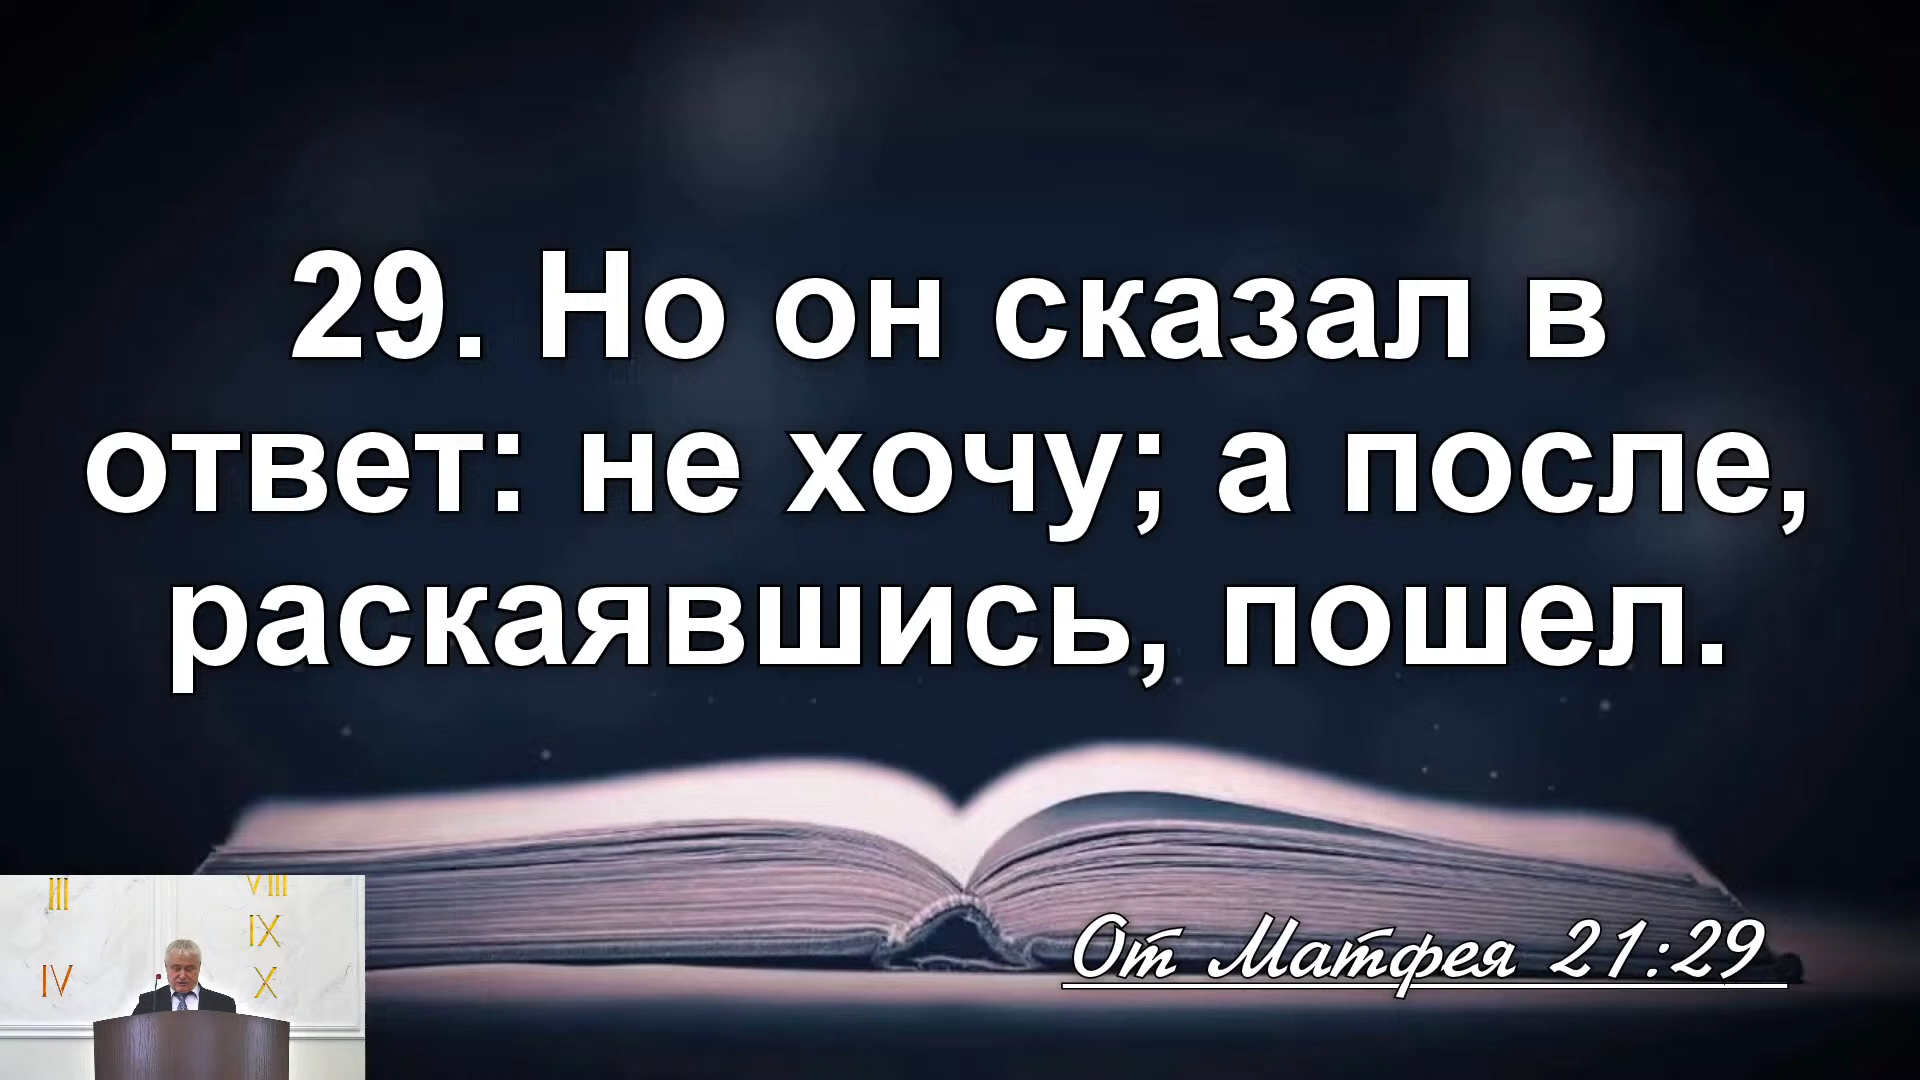 29. Но он сказал в
ответ: не хочу; а после,
раскаявшись, пошел.
От Матфея 21:29
III
VIII
IX
IV
X